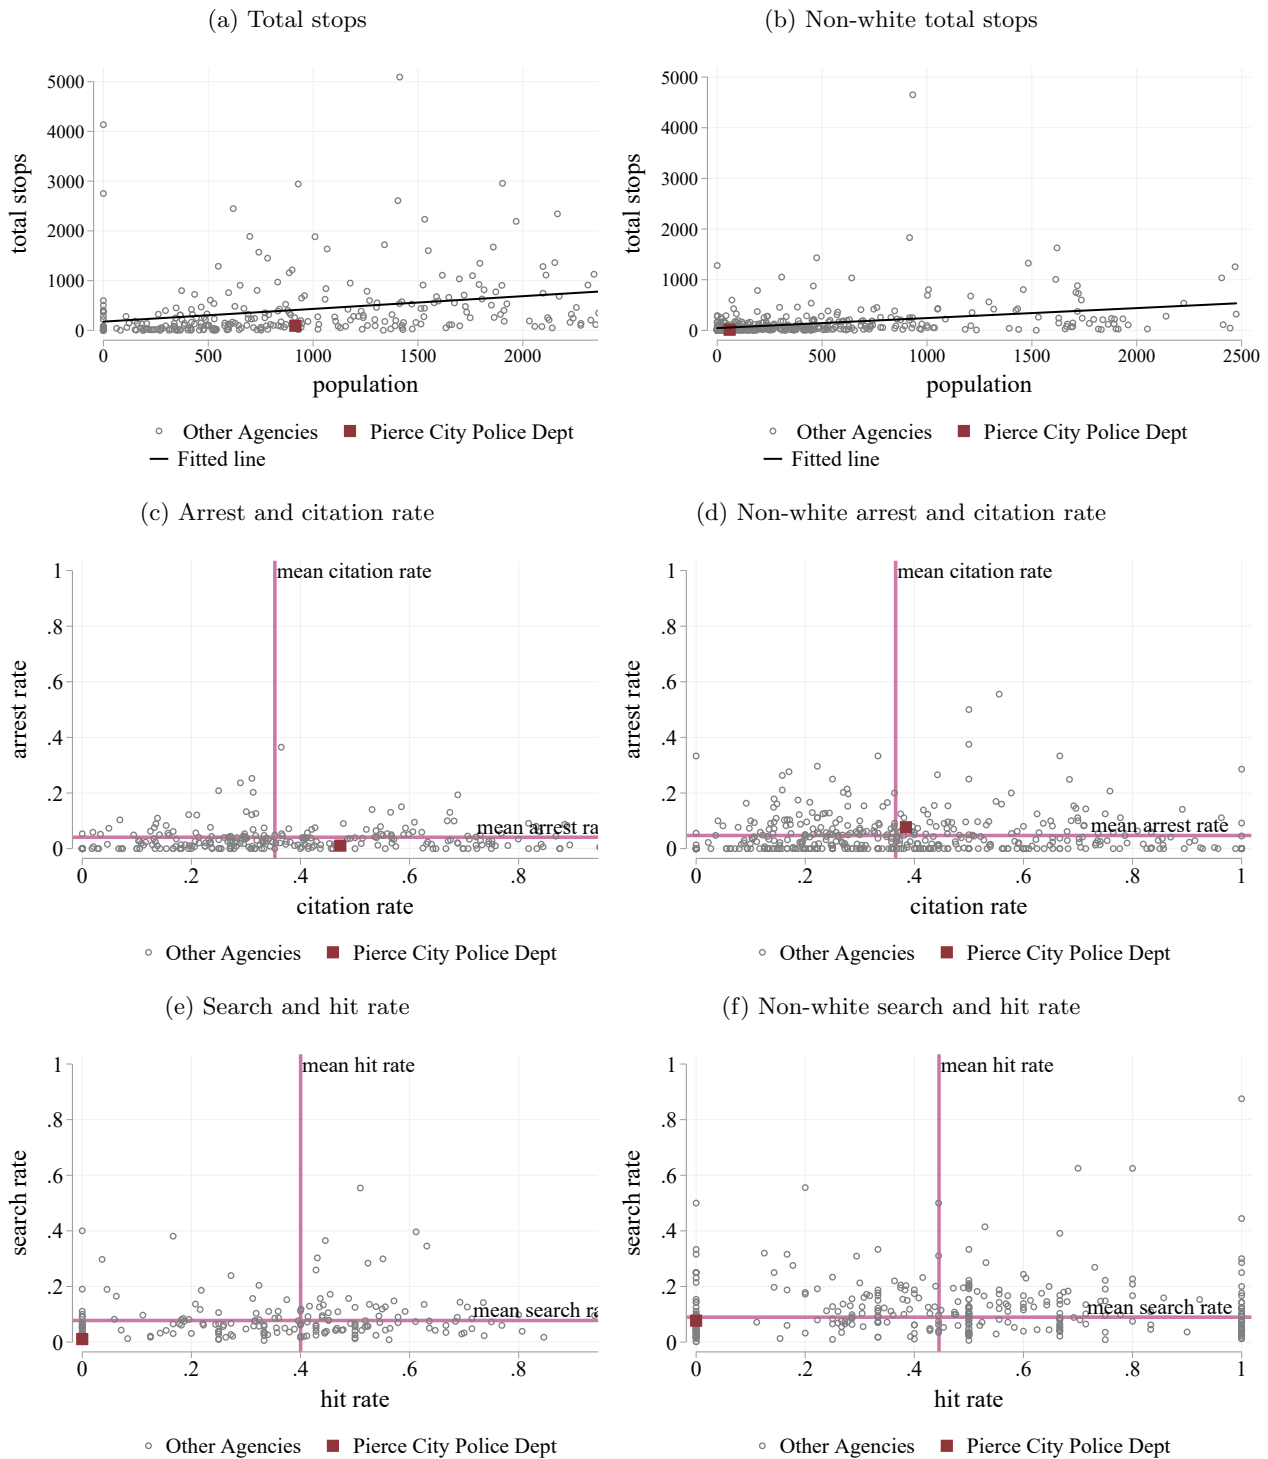 (a) Total stops
total stops
5000
4000
3000
2000
1000
0
0 500 1000 1500 2000
population
Other Agencies Pierce City Police Dept
Fitted line
(b) Non-white total stops
total stops
5000
4000
3000
2000
1000
0
0 500 1000 1500 2000 2500
population
Other Agencies Pierce City Police Dept
Fitted line
(c) Arrest and citation rate
arrest rate
1
.8
.6
.4
.2
0
mean citation rate
mean arrest ra
0 .2 .4 .6 .8
citation rate
Other Agencies Pierce City Police Dept
(d) Non-white arrest and citation rate
arrest rate
1
.8
.6
.4
.2
0
mean citation rate
mean arrest rate
0 .2 .4 .6 .8 1
citation rate
Other Agencies Pierce City Police Dept
(e) Search and hit rate
search rate
1
.8
.6
.4
.2
0
mean hit rate
mean search ra
0 .2 .4 .6 .8
hit rate
Other Agencies Pierce City Police Dept
(f) Non-white search and hit rate
search rate
1
.8
.6
.4
.2
0
mean hit rate
mean search rate
0 .2 .4 .6 .8 1
hit rate
Other Agencies Pierce City Police Dept